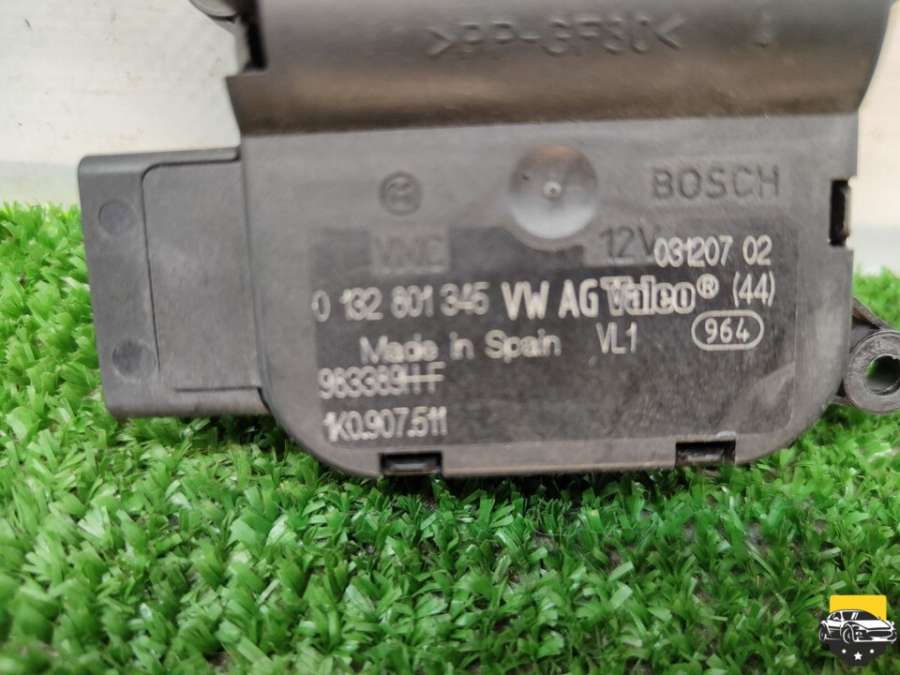 >PP-GF30<
BOSCH
12V
031207 02
0 132 801 345 VW AG Valeo® (44)
Made in Spain VL1 964
983389H-F
1K0.907.511